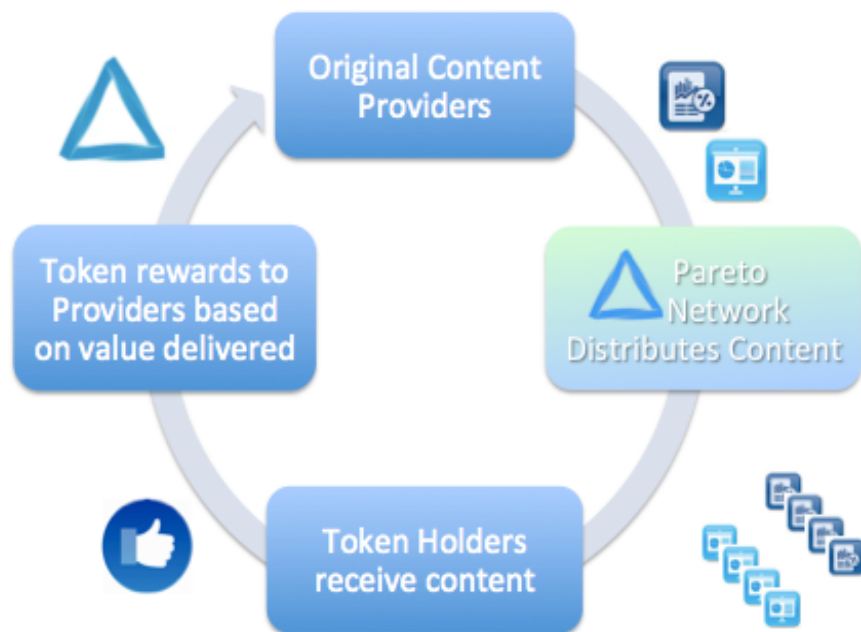 Original Content
Providers
Pareto
Network
Distributes Content
Token Holders
receive content
Token rewards to
Providers based
on value delivered